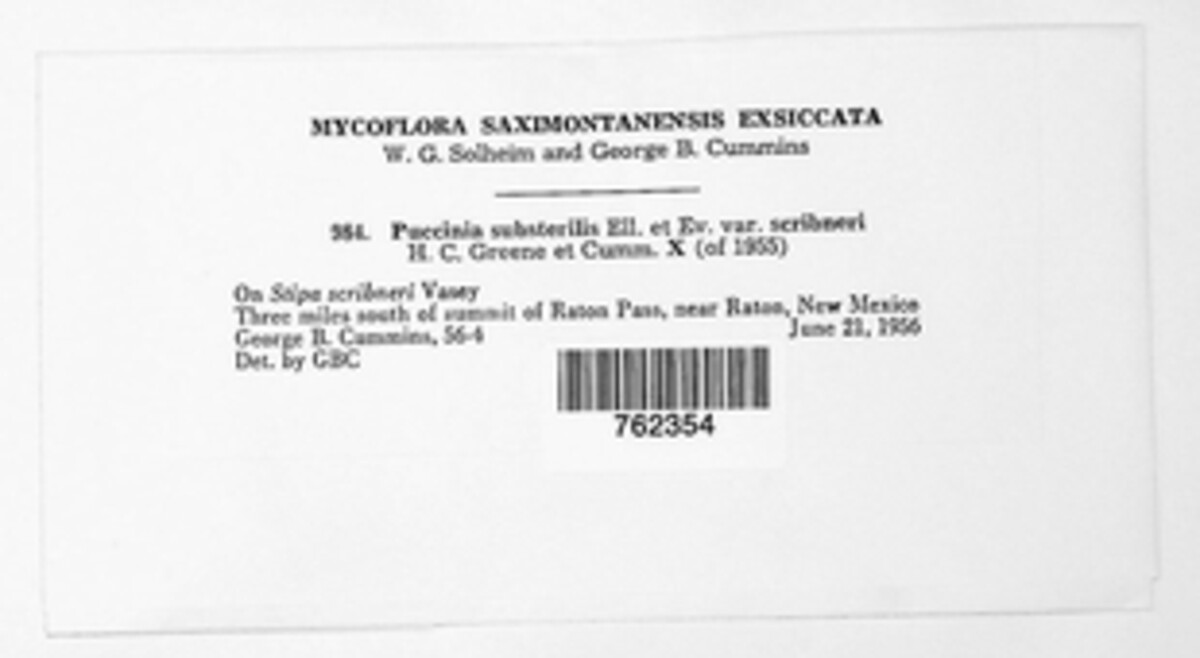 MYCOFLORA SAXIMONTANENSIS EXSICCATA
W. G. Solheim and George B. Cummins
984. Puccinia substerilis Ell. et Ev. var. scribneri
H. C. Greene et Cumm. X (of 1955)
On Stipa scribneri Vasey
Three miles south of summit of Raton Pass, near Raton, New Mexico
George B. Cummins, 56-4 June 21, 1956
Det. by GBC
762354